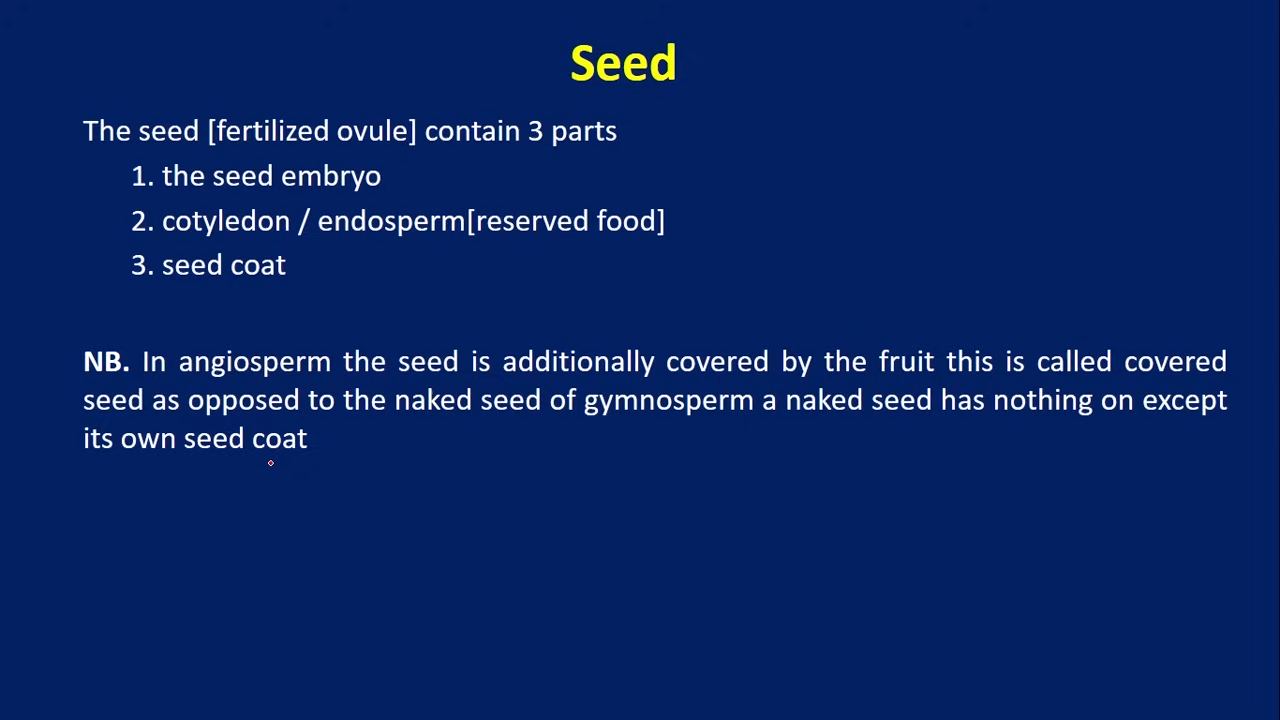 Seed
The seed [fertilized ovule] contain 3 parts
1. the seed embryo
2. cotyledon / endosperm[reserved food]
3. seed coat
NB. In angiosperm the seed is additionally covered by the fruit this is called covered
seed as opposed to the naked seed of gymnosperm a naked seed has nothing on except
its own seed coat